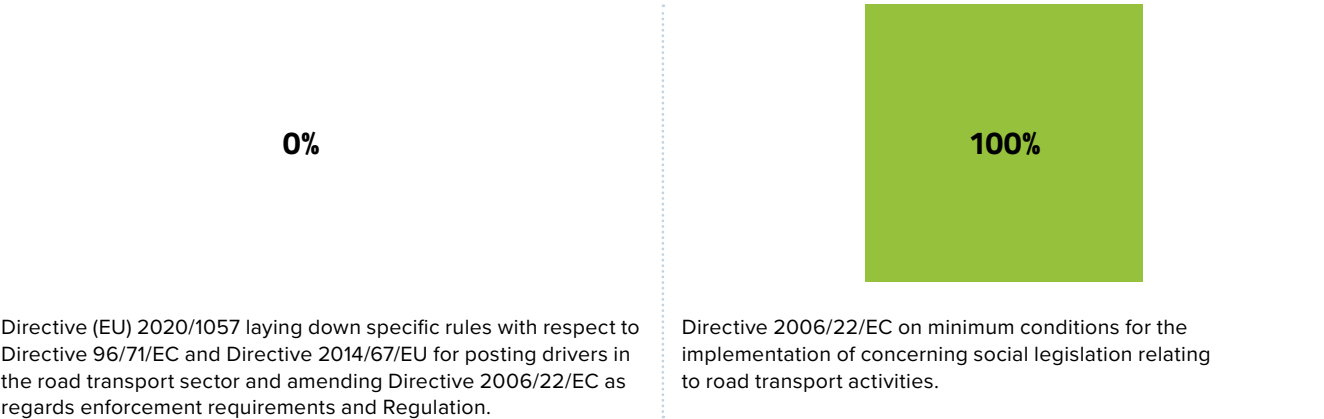 0%
Directive (EU) 2020/1057 laying down specific rules with respect to
Directive 96/71/EC and Directive 2014/67/EU for posting drivers in
the road transport sector and amending Directive 2006/22/EC as
regards enforcement requirements and Regulation.
100%
Directive 2006/22/EC on minimum conditions for the
implementation of concerning social legislation relating
to road transport activities.